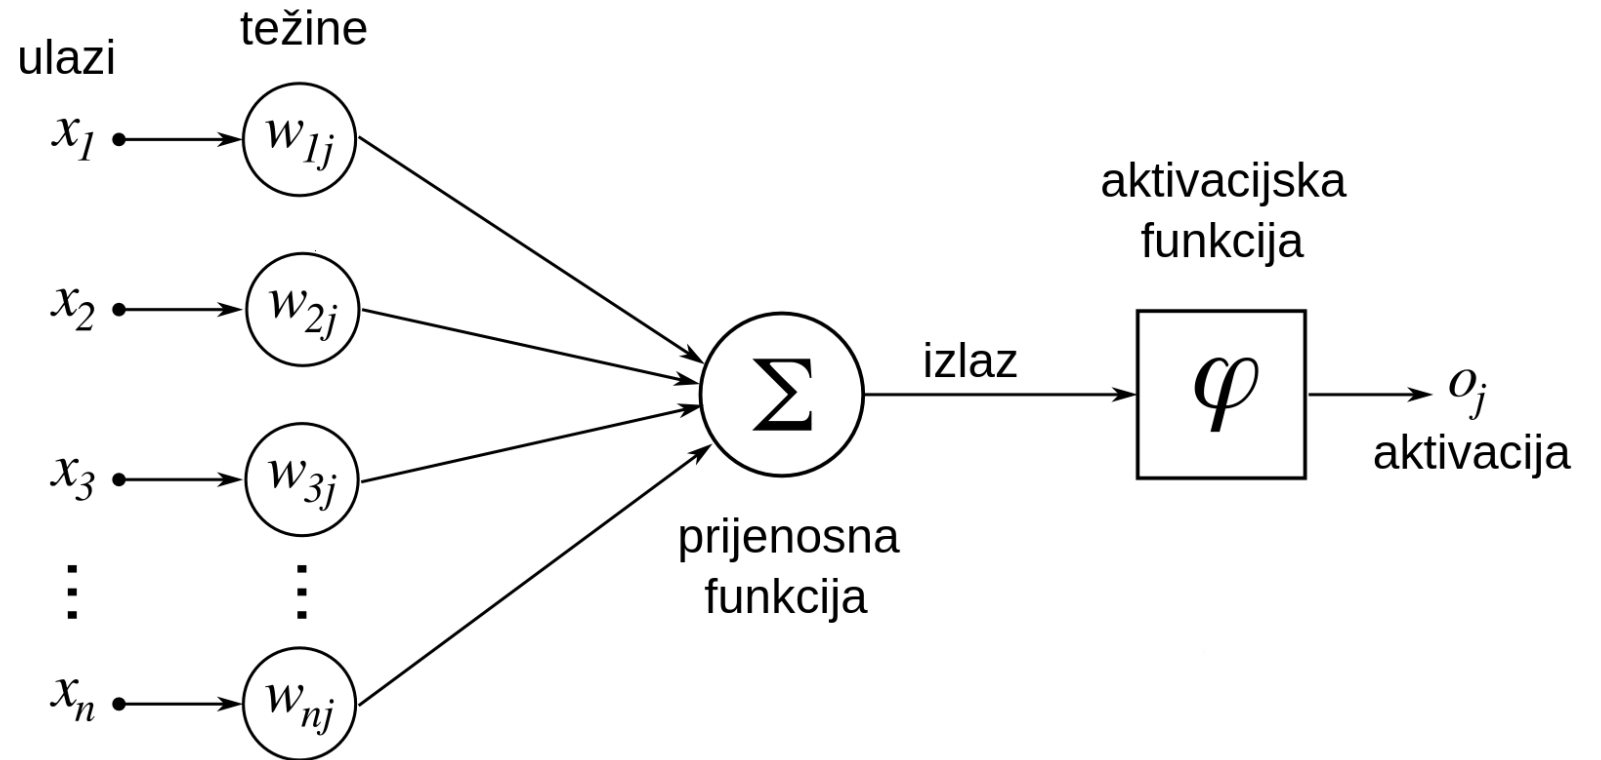 ulazi
težine
x1
w1j
x2
w2j
x3
w3j
⋮
⋮
xn
wnj
Σ
prijenosna
funkcija
izlaz
aktivacijska
funkcija
φ
oj
aktivacija